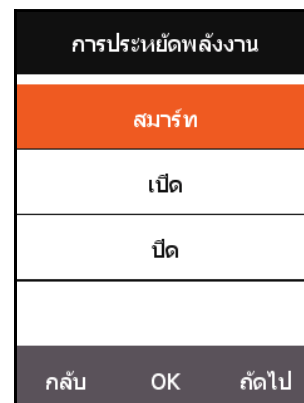 การประหยัดพลังงาน
สมาร์ท
เปิด
ปิด
กลับ OK ถัดไป